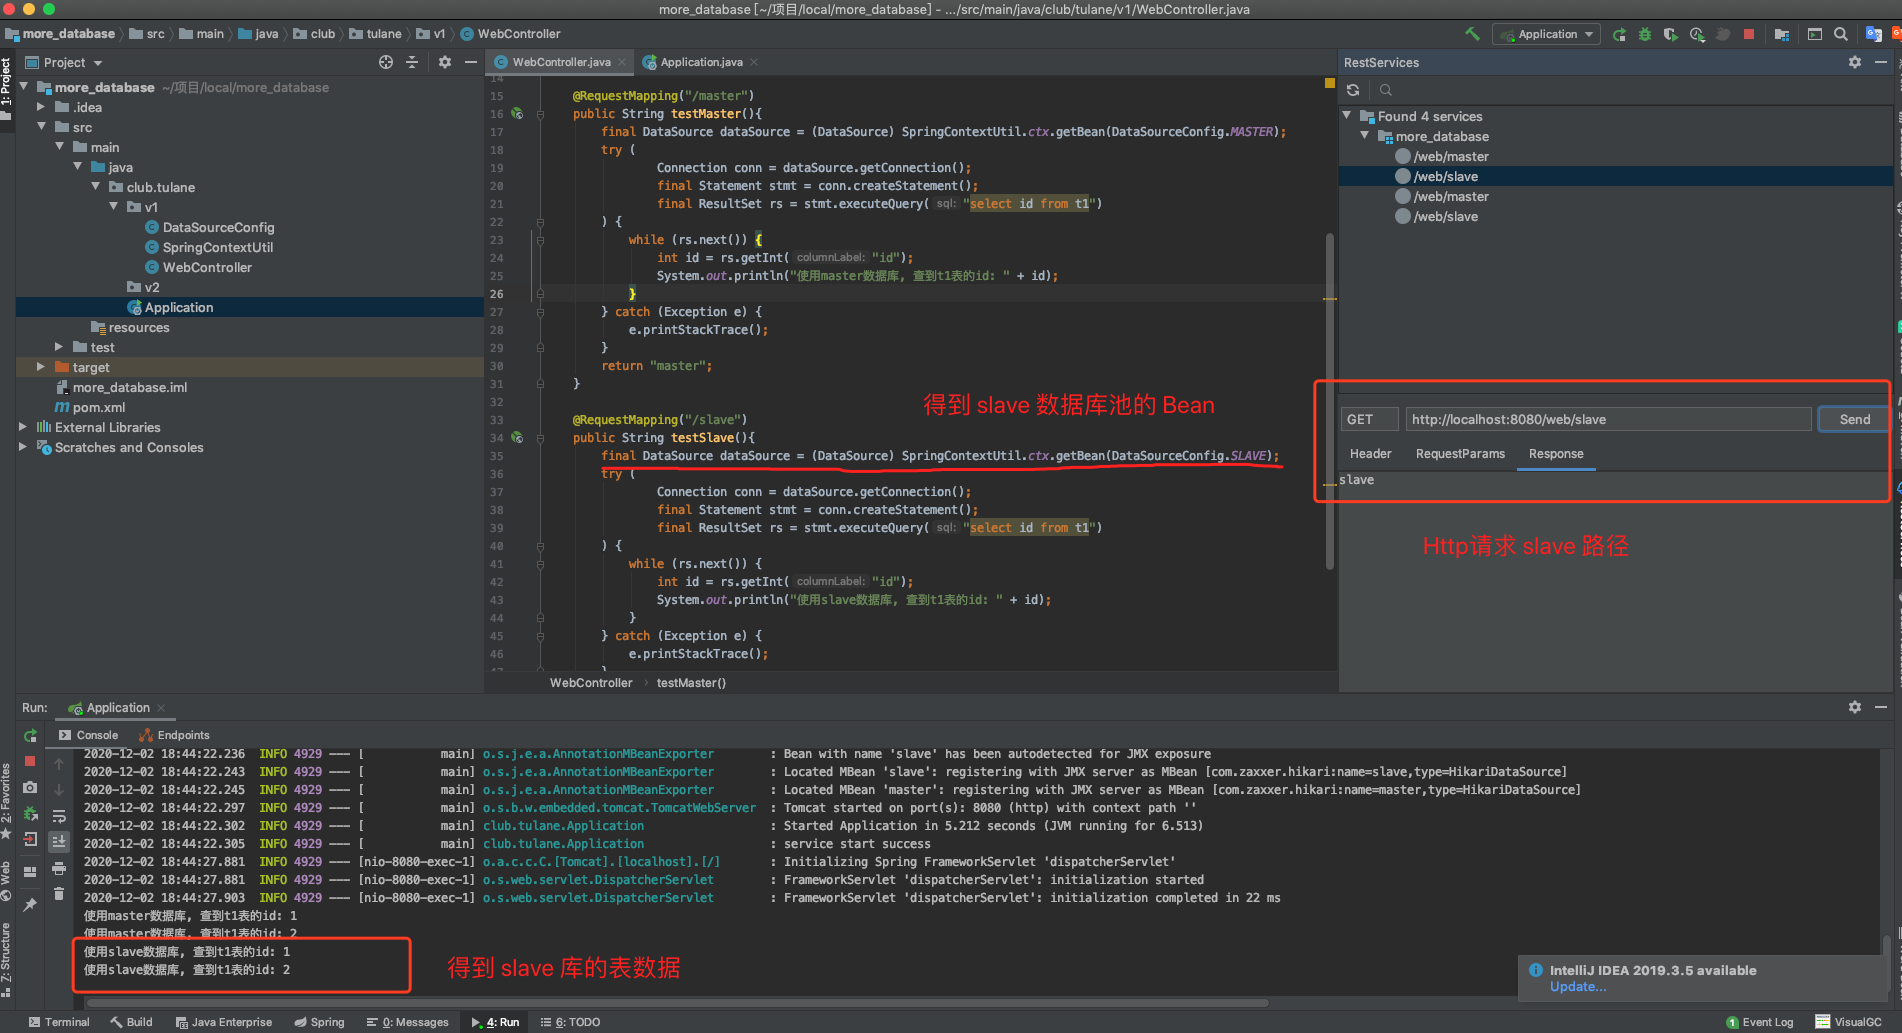 more_database [~/项目/local/more_database] - .../src/main/java/club/tulane/v1/WebController.java
more_database
src
main
java
club
tulane
v1
WebController
Application
1: Project
Project
more_database ~/项目/local/more_database
.idea
src
main
java
club.tulane
v1
DataSourceConfig
SpringContextUtil
WebController
v2
Application
resources
test
target
more_database.iml
pom.xml
External Libraries
Scratches and Consoles
WebController.java
Application.java
14
15 @RequestMapping("/master")
16 public String testMaster(){
17 final DataSource dataSource = (DataSource) SpringContextUtil.ctx.getBean(DataSourceConfig.MASTER);
18 try (
19 Connection conn = dataSource.getConnection();
20 final Statement stmt = conn.createStatement();
21 final ResultSet rs = stmt.executeQuery( sql: "select id from t1")
22 ) {
23 while (rs.next()) {
24 int id = rs.getInt( columnLabel: "id");
25 System.out.println("使用master数据库, 查到t1表的id: " + id);
26 }
27 } catch (Exception e) {
28 e.printStackTrace();
29 }
30 return "master";
31 }
32
得到 slave 数据库池的 Bean
33 @RequestMapping("/slave")
34 public String testSlave(){
35 final DataSource dataSource = (DataSource) SpringContextUtil.ctx.getBean(DataSourceConfig.SLAVE);
36 try (
37 Connection conn = dataSource.getConnection();
38 final Statement stmt = conn.createStatement();
39 final ResultSet rs = stmt.executeQuery( sql: "select id from t1")
40 ) {
41 while (rs.next()) {
42 int id = rs.getInt( columnLabel: "id");
43 System.out.println("使用slave数据库, 查到t1表的id: " + id);
44 }
45 } catch (Exception e) {
46 e.printStackTrace();
47 }
WebController
testMaster()
RestServices
Found 4 services
more_database
/web/master
/web/slave
/web/master
/web/slave
GET http://localhost:8080/web/slave Send
Header RequestParams Response
slave
Http请求 slave 路径
Run: Application
Console Endpoints
2020-12-02 18:44:22.236 INFO 4929 --- [ main] o.s.j.e.a.AnnotationMBeanExporter : Bean with name 'slave' has been autodetected for JMX exposure
2020-12-02 18:44:22.243 INFO 4929 --- [ main] o.s.j.e.a.AnnotationMBeanExporter : Located MBean 'slave': registering with JMX server as MBean [com.zaxxer.hikari:name=slave,type=HikariDataSource]
2020-12-02 18:44:22.245 INFO 4929 --- [ main] o.s.j.e.a.AnnotationMBeanExporter : Located MBean 'master': registering with JMX server as MBean [com.zaxxer.hikari:name=master,type=HikariDataSource]
2020-12-02 18:44:22.297 INFO 4929 --- [ main] o.s.b.w.embedded.tomcat.TomcatWebServer : Tomcat started on port(s): 8080 (http) with context path ''
2020-12-02 18:44:22.302 INFO 4929 --- [ main] club.tulane.Application : Started Application in 5.212 seconds (JVM running for 6.513)
2020-12-02 18:44:22.305 INFO 4929 --- [ main] club.tulane.Application : service start success
2020-12-02 18:44:27.881 INFO 4929 --- [nio-8080-exec-1] o.a.c.c.C.[Tomcat].[localhost].[/] : Initializing Spring FrameworkServlet 'dispatcherServlet'
2020-12-02 18:44:27.881 INFO 4929 --- [nio-8080-exec-1] o.s.web.servlet.DispatcherServlet : FrameworkServlet 'dispatcherServlet': initialization started
2020-12-02 18:44:27.903 INFO 4929 --- [nio-8080-exec-1] o.s.web.servlet.DispatcherServlet : FrameworkServlet 'dispatcherServlet': initialization completed in 22 ms
使用master数据库, 查到t1表的id: 1
使用master数据库, 查到t1表的id: 2
使用slave数据库, 查到t1表的id: 1
使用slave数据库, 查到t1表的id: 2
得到 slave 库的表数据
2: Favorites
Web
Z: Structure
IntelliJ IDEA 2019.3.5 available
Update...
Terminal Build Java Enterprise Spring 0: Messages 4: Run 6: TODO
1 Event Log VisualGC